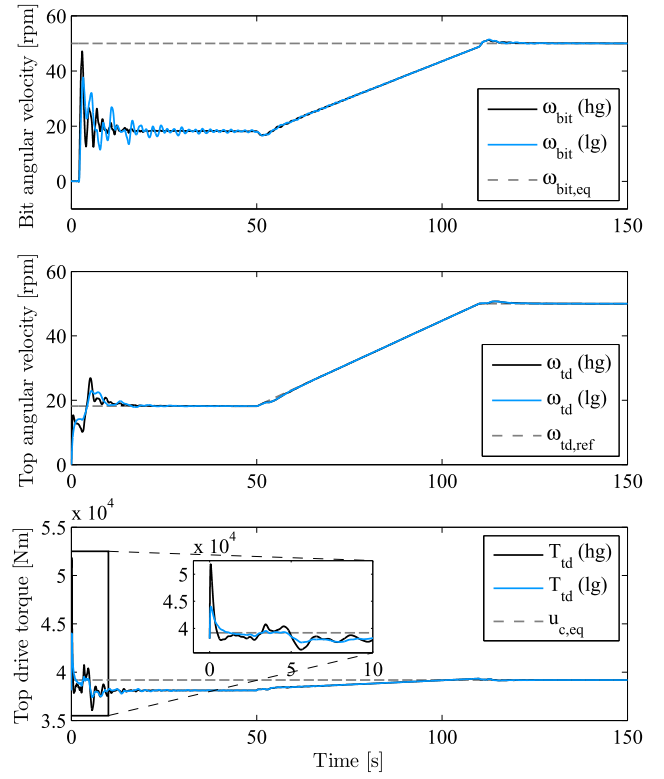 Bit angular velocity [rpm]
60
40
20
0
ω_bit (hg)
ω_bit (lg)
ω_bit,eq
0 50 100 150
Top angular velocity [rpm]
60
40
20
0
ω_td (hg)
ω_td (lg)
ω_td,ref
0 50 100 150
Top drive torque [Nm]
x 10^4
5.5
5
4.5
4
3.5
x 10^4
5
4.5
4
0 5 10
T_td (hg)
T_td (lg)
u_c,eq
0 50 100 150
Time [s]